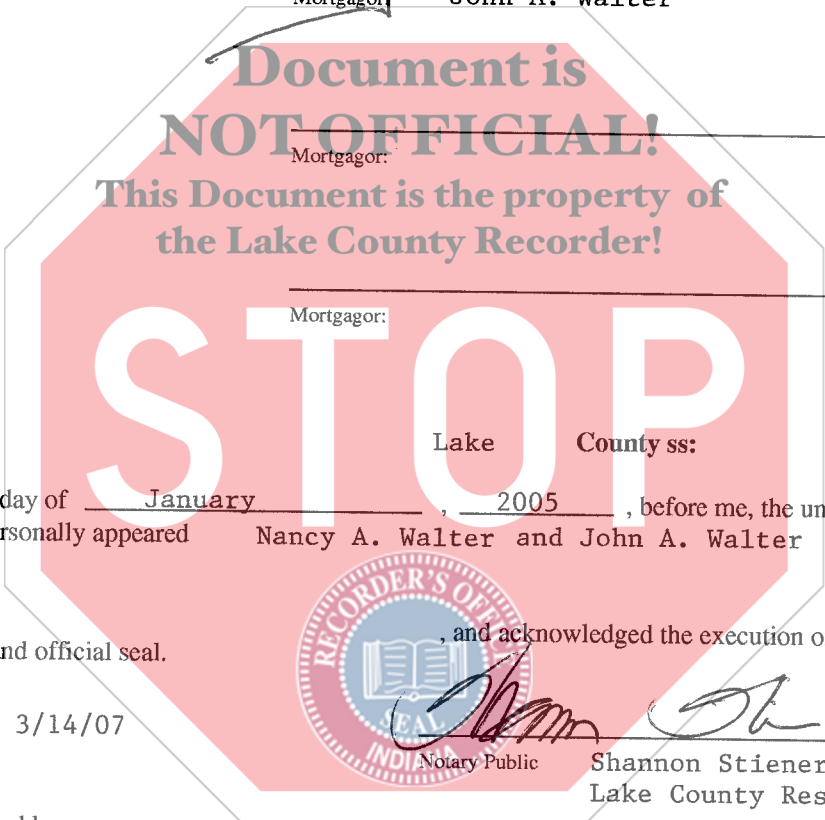 Mortgagor: John A. Walter
Document is
NOT OFFICIAL!
Mortgagor:
This Document is the property of
the Lake County Recorder!
Mortgagor:
STOP
Lake County ss:
day of January , 2005 , before me, the un
rsonally appeared Nancy A. Walter and John A. Walter
RECORDER'S OFFICE
, and acknowledged the execution o
nd official seal.
SEAL
3/14/07
INDIANA
Notary Public Shannon Stiener
Lake County Res